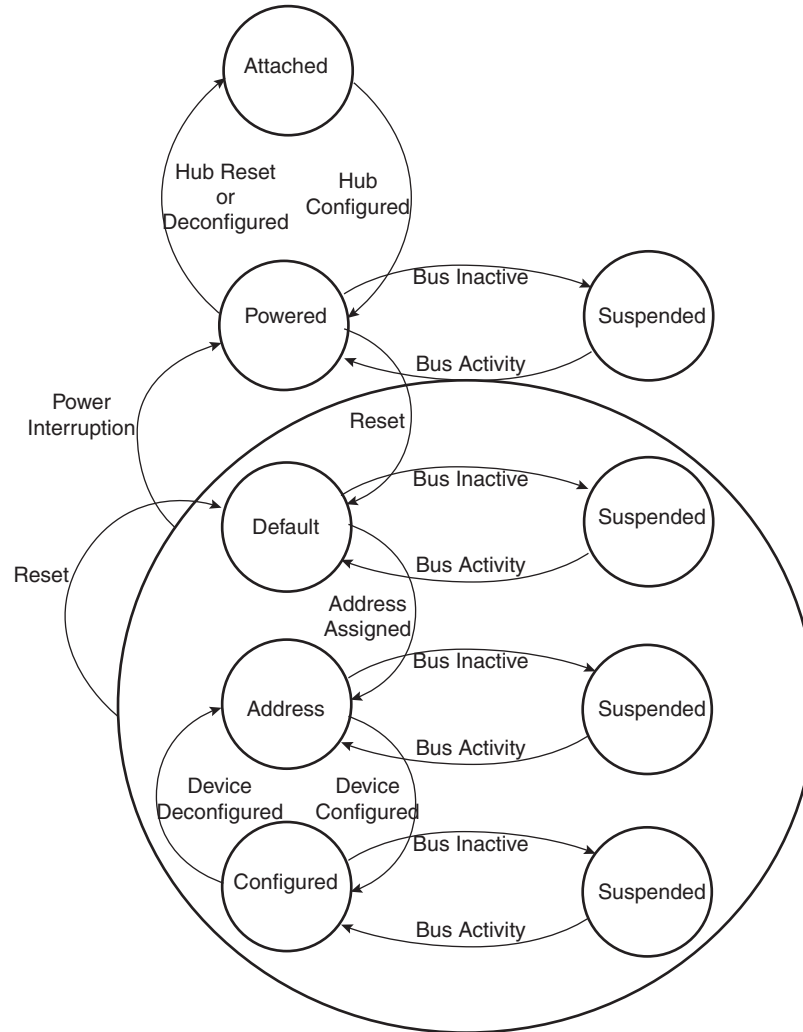 Attached
Hub Reset
or
Deconfigured
Hub
Configured
Powered
Bus Inactive
Suspended
Bus Activity
Power
Interruption
Reset
Default
Bus Inactive
Suspended
Bus Activity
Reset
Address
Assigned
Address
Bus Inactive
Suspended
Bus Activity
Device
Deconfigured
Device
Configured
Configured
Bus Inactive
Suspended
Bus Activity